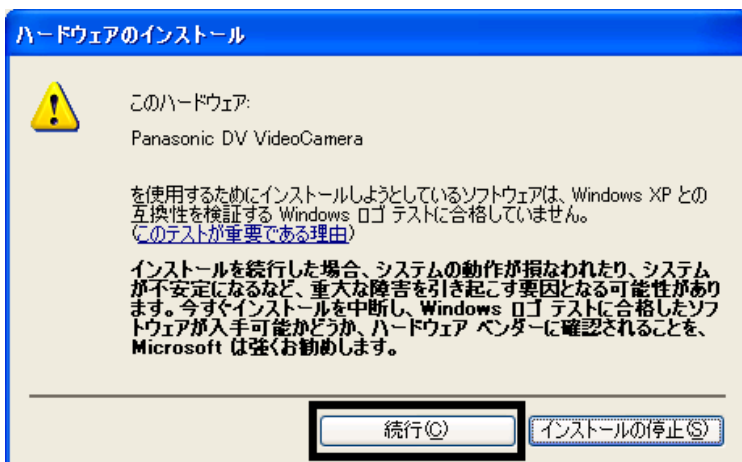 ハードウェアのインストール
このハードウェア:
Panasonic DV VideoCamera
を使用するためにインストールしようとしているソフトウェアは、Windows XP との
互換性を検証する Windows ロゴ テストに合格していません。
(このテストが重要である理由)
インストールを続行した場合、システムの動作が損なわれたり、システム
が不安定になるなど、重大な障害を引き起こす要因となる可能性があり
ます。今すぐインストールを中断し、Windows ロゴ テストに合格したソフ
トウェアが入手可能かどうか、ハードウェア ベンダーに確認されることを、
Microsoft は強くお勧めします。
続行(C) インストールの停止(S)